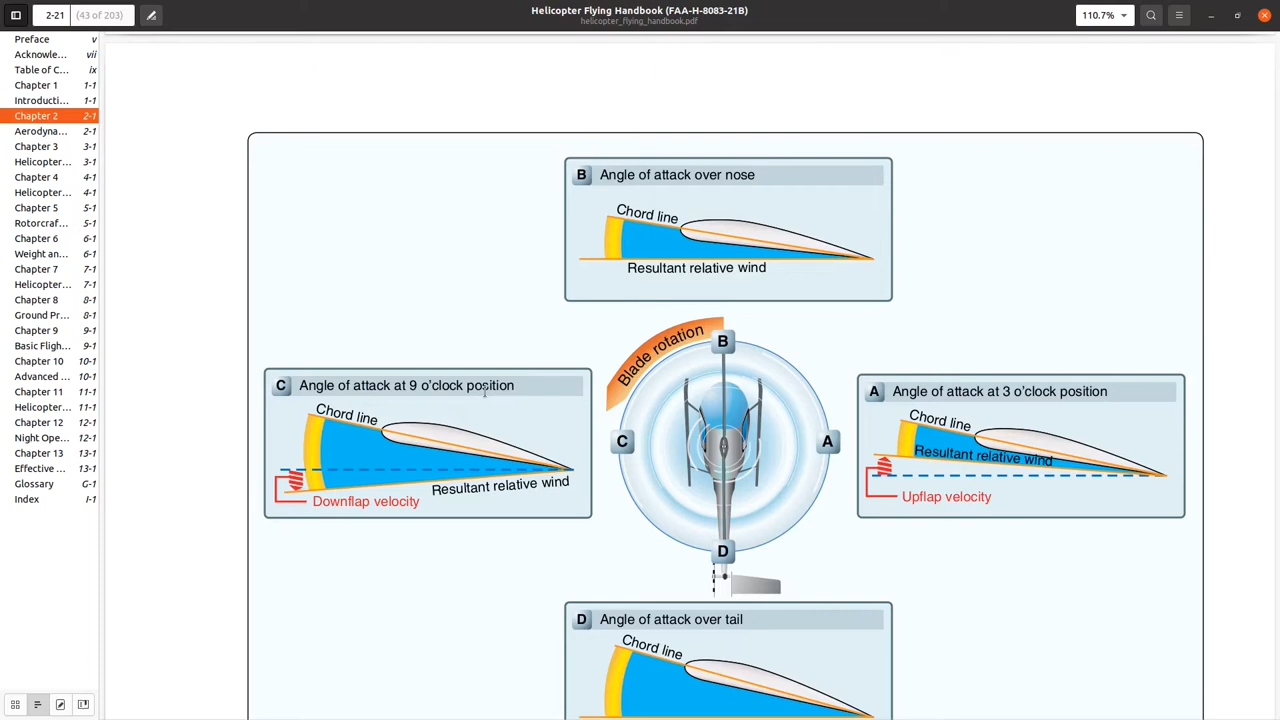 2-21
(43 of 203)
Helicopter Flying Handbook (FAA-H-8083-21B)
helicopter_flying_handbook.pdf
110.7%
Preface v
Acknowle... vii
Table of C... ix
Chapter 1 1-1
Introducti... 1-1
Chapter 2 2-1
Aerodyna... 2-1
Chapter 3 3-1
Helicopter... 3-1
Chapter 4 4-1
Helicopter... 4-1
Chapter 5 5-1
Rotorcraf... 5-1
Chapter 6 6-1
Weight an... 6-1
Chapter 7 7-1
Helicopter... 7-1
Chapter 8 8-1
Ground Pr... 8-1
Chapter 9 9-1
Basic Fligh... 9-1
Chapter 10 10-1
Advanced ... 10-1
Chapter 11 11-1
Helicopter... 11-1
Chapter 12 12-1
Night Ope... 12-1
Chapter 13 13-1
Effective ... 13-1
Glossary G-1
Index I-1
B Angle of attack over nose
Chord line
Resultant relative wind
Blade rotation
B
C
A
D
C Angle of attack at 9 o'clock position
Chord line
Resultant relative wind
Downflap velocity
A Angle of attack at 3 o'clock position
Chord line
Resultant relative wind
Upflap velocity
D Angle of attack over tail
Chord line